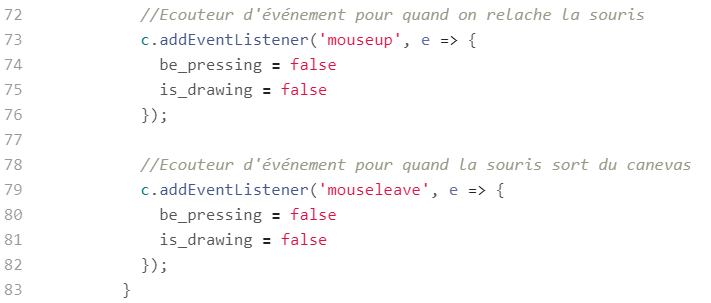 72 //Ecouteur d'événement pour quand on relache la souris
73 c.addEventListener('mouseup', e => {
74 be_pressing = false
75 is_drawing = false
76 });
77
78 //Ecouteur d'événement pour quand la souris sort du canevas
79 c.addEventListener('mouseleave', e => {
80 be_pressing = false
81 is_drawing = false
82 });
83 }